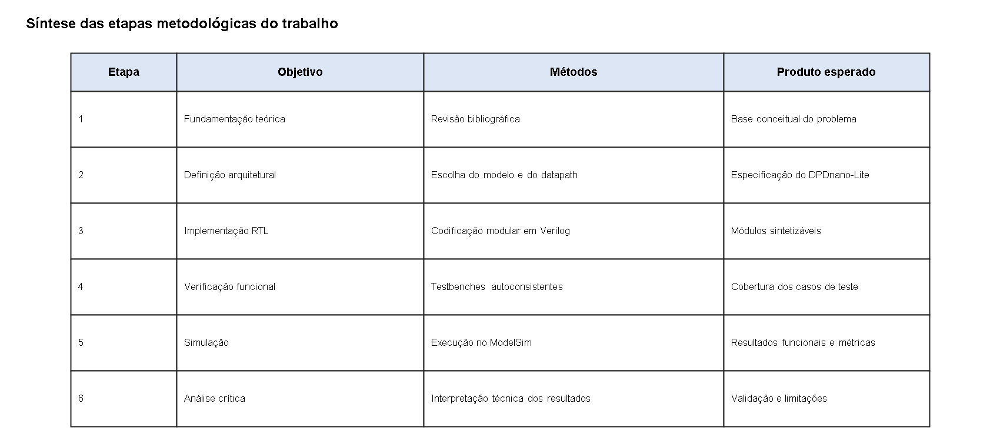 Síntese das etapas metodológicas do trabalho
Etapa Objetivo Métodos Produto esperado
1 Fundamentação teórica Revisão bibliográfica Base conceitual do problema
2 Definição arquitetural Escolha do modelo e do datapath Especificação do DPDnano-Lite
3 Implementação RTL Codificação modular em Verilog Módulos sintetizáveis
4 Verificação funcional Testbenches autoconsistentes Cobertura dos casos de teste
5 Simulação Execução no ModelSim Resultados funcionais e métricas
6 Análise crítica Interpretação técnica dos resultados Validação e limitações